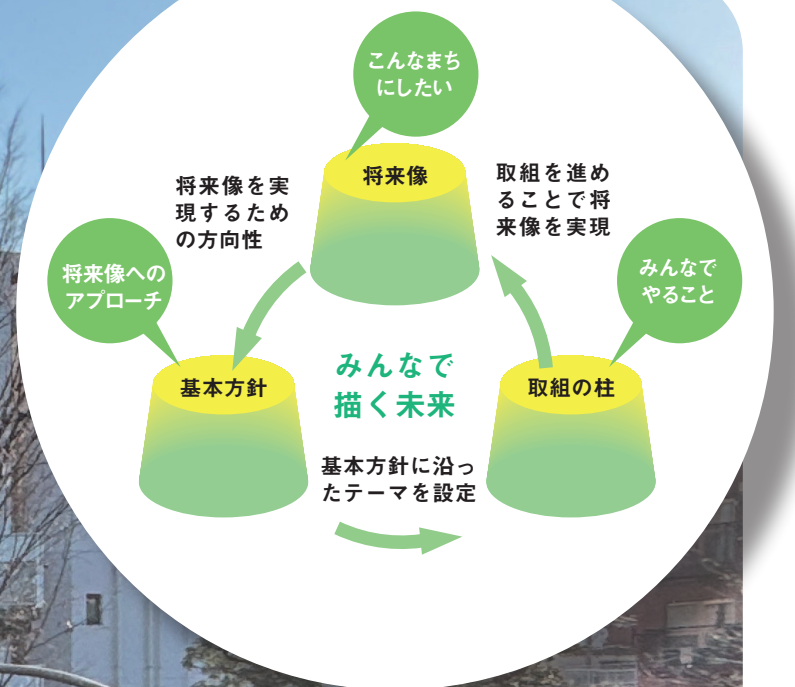 こんなまち
にしたい
将来像
将来像を実
現するため
の方向性
取組を進め
ることで将
来像を実現
将来像への
アプローチ
みんなで
やること
基本方針
みんなで
描く未来
取組の柱
基本方針に沿っ
たテーマを設定